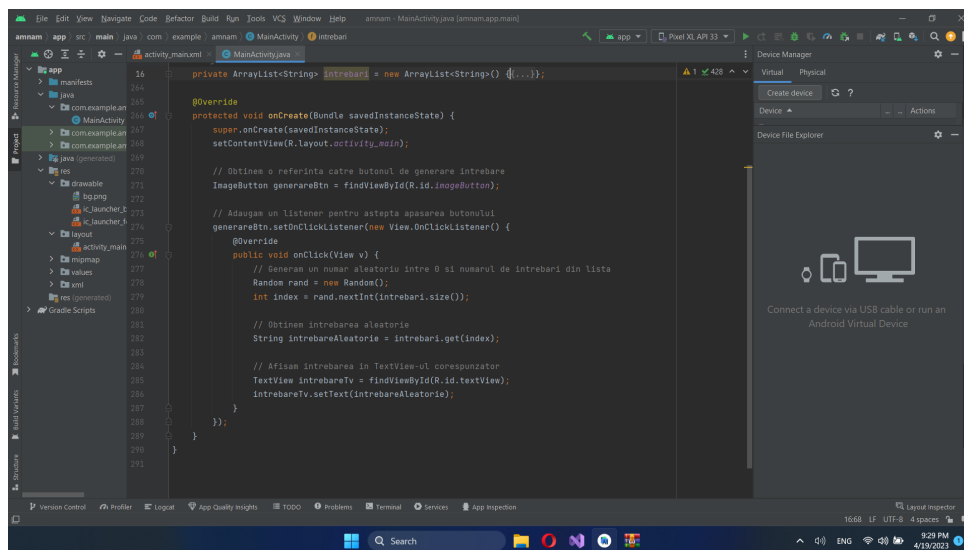 File Edit View Navigate Code Refactor Build Run Tools VCS Window Help amnam - MainActivity.java [amnam.app.main]
amnam app src main java com example amnam MainActivity intrebari
app Pixel XL API 33
activity_main.xml MainActivity.java
Device Manager
Virtual Physical
Create device ?
Device Actions
Device File Explorer
Connect a device via USB cable or run an
Android Virtual Device
Resource Manager
Project
Bookmarks
Build Variants
Structure
app
manifests
java
com.example.am
MainActivity
com.example.am
com.example.am
java (generated)
res
drawable
bg.png
ic_launcher_b
ic_launcher_fo
layout
activity_main
mipmap
values
xml
res (generated)
Gradle Scripts
1 428
16 private ArrayList<String> intrebari = new ArrayList<String>() {{...}};
264
265 @Override
266 protected void onCreate(Bundle savedInstanceState) {
267 super.onCreate(savedInstanceState);
268 setContentView(R.layout.activity_main);
269
270 // Obtinem o referinta catre butonul de generare intrebare
271 ImageButton generareBtn = findViewById(R.id.imageButton);
272
273 // Adaugam un listener pentru astepta apasarea butonului
274 generareBtn.setOnClickListener(new View.OnClickListener() {
275 @Override
276 public void onClick(View v) {
277 // Generam un numar aleatoriu intre 0 si numarul de intrebari din lista
278 Random rand = new Random();
279 int index = rand.nextInt(intrebari.size());
280
281 // Obtinem intrebarea aleatorie
282 String intrebareAleatorie = intrebari.get(index);
283
284 // Afisam intrebarea in TextView-ul corespunzator
285 TextView intrebareTv = findViewById(R.id.textView);
286 intrebareTv.setText(intrebareAleatorie);
287 }
288 });
289 }
290 }
291
Version Control Profiler Logcat App Quality Insights TODO Problems Terminal Services App Inspection Layout Inspector
16:68 LF UTF-8 4 spaces
Search
ENG
9:29 PM
4/19/2023